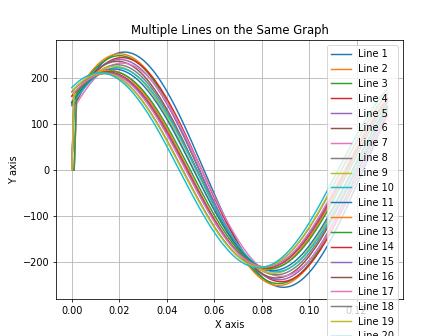 Multiple Lines on the Same Graph
Y axis
200
100
0
−100
−200
0.00
0.02
0.04
0.06
0.08
0.10
X axis
Line 1
Line 2
Line 3
Line 4
Line 5
Line 6
Line 7
Line 8
Line 9
Line 10
Line 11
Line 12
Line 13
Line 14
Line 15
Line 16
Line 17
Line 18
Line 19
Line 20